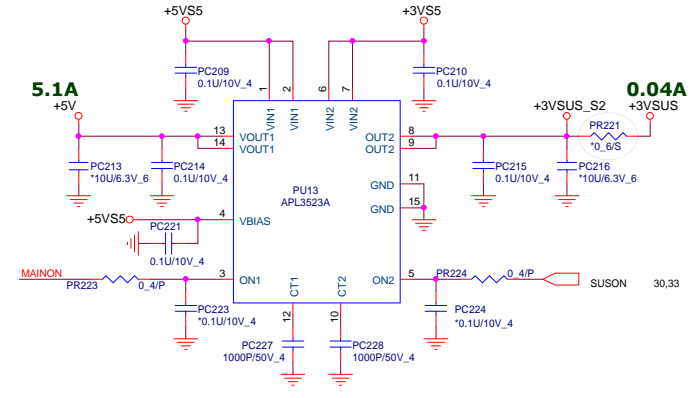 +5VS5
+3VS5
PC209
0.1U/10V_4
PC210
0.1U/10V_4
1
2
6
7
VIN1
VIN1
VIN2
VIN2
5.1A
+5V
0.04A
+3VSUS_S2
+3VSUS
PR221
*0_6/S
13
VOUT1
14
VOUT1
8
OUT2
9
OUT2
PC213
*10U/6.3V_6
PC214
0.1U/10V_4
PC215
0.1U/10V_4
PC216
*10U/6.3V_6
PU13
APL3523A
GND
11
GND
15
+5VS5
4
VBIAS
PC221
0.1U/10V_4
MAINON
PR223
0_4/P
3
ON1
ON2
5
PR224
0_4/P
SUSON
30,33
CT1
CT2
PC223
*0.1U/10V_4
PC224
*0.1U/10V_4
12
10
PC227
1000P/50V_4
PC228
1000P/50V_4